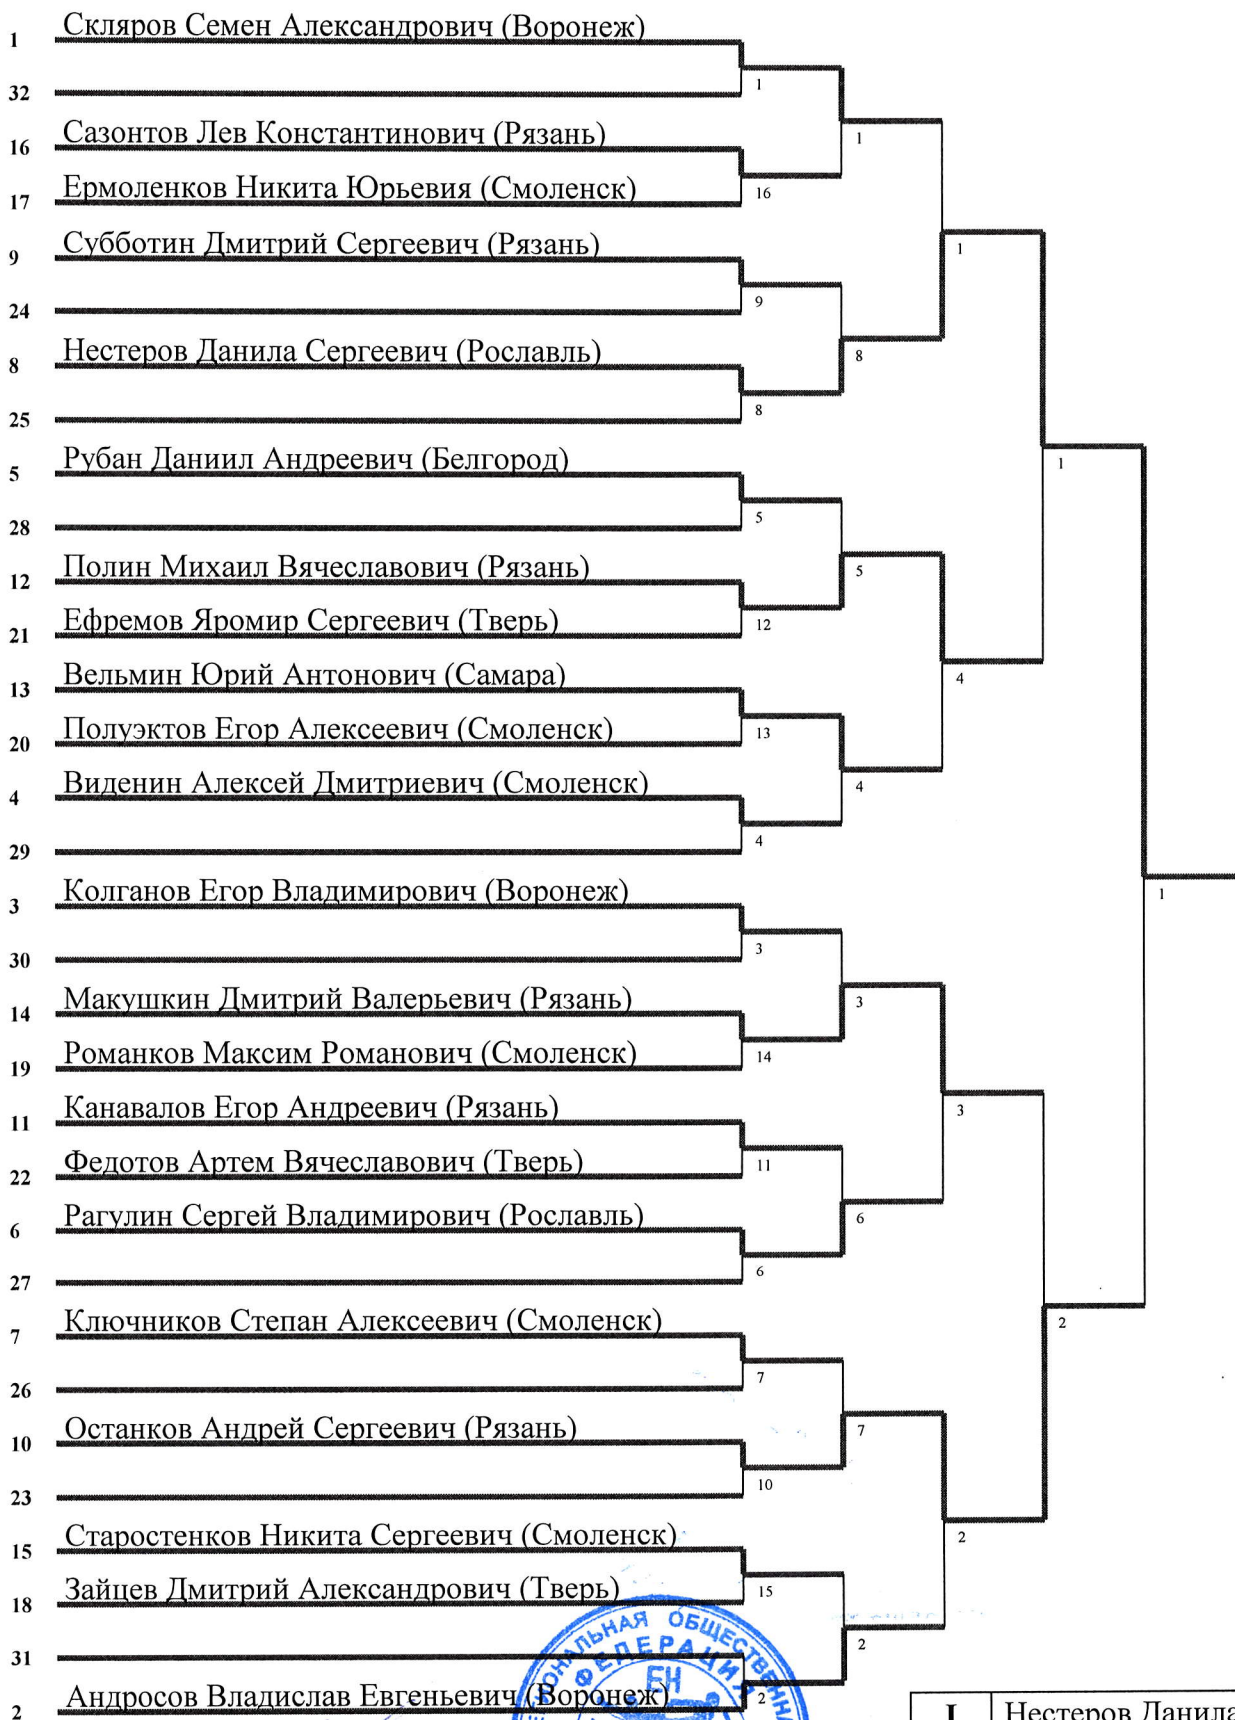 1 Скляров Семен Александрович (Воронеж)
1
32
1
16 Сазонтов Лев Константинович (Рязань)
16
17 Ермоленков Никита Юрьевия (Смоленск)
1
9 Субботин Дмитрий Сергеевич (Рязань)
9
24
8
8 Нестеров Данила Сергеевич (Рославль)
8
25
1
5 Рубан Даниил Андреевич (Белгород)
5
28
5
12 Полин Михаил Вячеславович (Рязань)
12
21 Ефремов Яромир Сергеевич (Тверь)
4
13 Вельмин Юрий Антонович (Самара)
13
20 Полуэктов Егор Алексеевич (Смоленск)
4
4 Виденин Алексей Дмитриевич (Смоленск)
4
29
1
3 Колганов Егор Владимирович (Воронеж)
3
30
3
14 Макушкин Дмитрий Валерьевич (Рязань)
14
19 Романков Максим Романович (Смоленск)
3
11 Канавалов Егор Андреевич (Рязань)
11
22 Федотов Артем Вячеславович (Тверь)
6
6 Рагулин Сергей Владимирович (Рославль)
6
27
2
7 Ключников Степан Алексеевич (Смоленск)
7
26
7
10 Останков Андрей Сергеевич (Рязань)
10
23
2
15 Старостенков Никита Сергеевич (Смоленск)
15
18 Зайцев Дмитрий Александрович (Тверь)
2
31
2
2 Андросов Владислав Евгеньевич (Воронеж)
ОБЩЕСТВЕННА
ФЕДЕРАЦИЯ
I Нестеров Данила